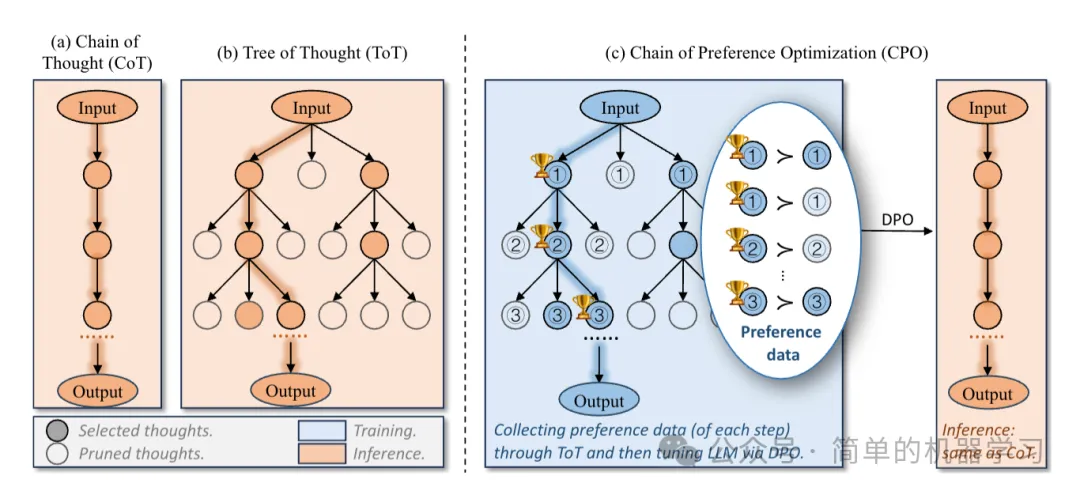 (a) Chain of
Thought (CoT)
(b) Tree of Thought (ToT)
(c) Chain of Preference Optimization (CPO)
Input
......
Output
Input
......
Output
Input
1
1
1
2
2
2
3
3
3
......
Output
1 ≻ 1
1 ≻ 1
2 ≻ 2
...
3 ≻ 3
Preference
data
DPO
Input
......
Output
Selected thoughts.
Pruned thoughts.
Training.
Inference.
Collecting preference data (of each step)
through ToT and then tuning LLM via DPO.
Inference:
same as CoT.
公众号 · 简单的机器学习